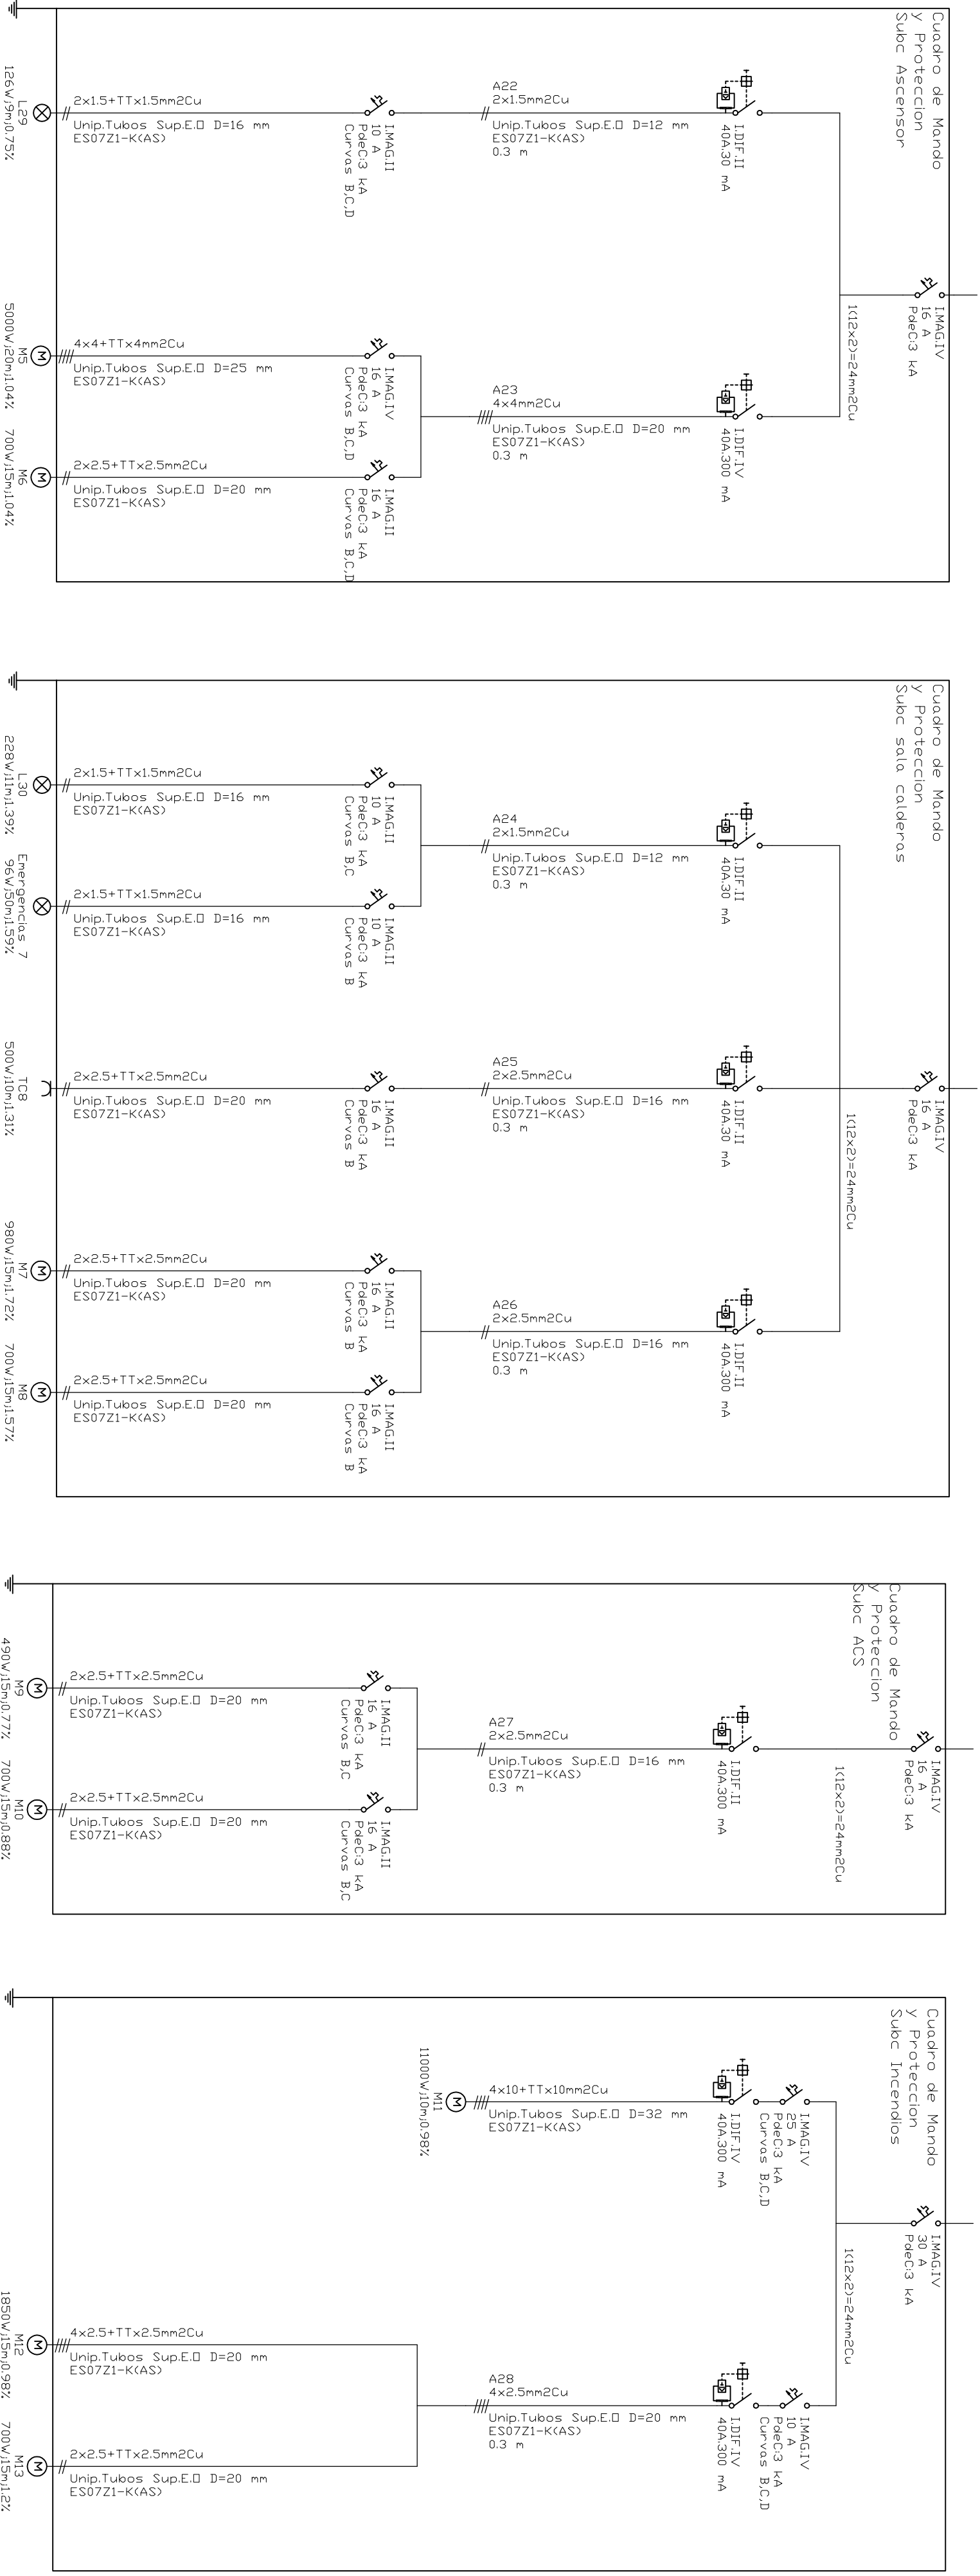 Cuadro de Mando
y Proteccion
Subc Ascensor
I.MAG.IV
16 A
PdeC:3 kA
1(12x2)=24mm2Cu
I.DIF.II
40A.30 mA
A22
2x1.5mm2Cu
Unip.Tubos Sup.E.O D=12 mm
ES07Z1-K(AS)
0.3 m
I.MAG.II
10 A
PdeC:3 kA
Curvas B,C,D
2x1.5+TTx1.5mm2Cu
Unip.Tubos Sup.E.O D=16 mm
ES07Z1-K(AS)
L29
126W;9m;0.75%
I.DIF.IV
40A.300 mA
A23
4x4mm2Cu
Unip.Tubos Sup.E.O D=20 mm
ES07Z1-K(AS)
0.3 m
I.MAG.IV
16 A
PdeC:3 kA
Curvas B,C,D
4x4+TTx4mm2Cu
Unip.Tubos Sup.E.O D=25 mm
ES07Z1-K(AS)
M
M5
5000W;20m;1.04%
I.MAG.II
16 A
PdeC:3 kA
Curvas B,C,D
2x2.5+TTx2.5mm2Cu
Unip.Tubos Sup.E.O D=20 mm
ES07Z1-K(AS)
M
M6
700W;15m;1.04%
Cuadro de Mando
y Proteccion
Subc sala calderas
I.MAG.IV
16 A
PdeC:3 kA
1(12x2)=24mm2Cu
I.DIF.II
40A.30 mA
A24
2x1.5mm2Cu
Unip.Tubos Sup.E.O D=12 mm
ES07Z1-K(AS)
0.3 m
I.MAG.II
10 A
PdeC:3 kA
Curvas B,C
2x1.5+TTx1.5mm2Cu
Unip.Tubos Sup.E.O D=16 mm
ES07Z1-K(AS)
L30
228W;11m;1.39%
I.MAG.II
10 A
PdeC:3 kA
Curvas B
2x1.5+TTx1.5mm2Cu
Unip.Tubos Sup.E.O D=16 mm
ES07Z1-K(AS)
Emergencias 7
96W;50m;1.59%
I.DIF.II
40A.30 mA
A25
2x2.5mm2Cu
Unip.Tubos Sup.E.O D=16 mm
ES07Z1-K(AS)
0.3 m
I.MAG.II
16 A
PdeC:3 kA
Curvas B
2x2.5+TTx2.5mm2Cu
Unip.Tubos Sup.E.O D=20 mm
ES07Z1-K(AS)
TC8
500W;10m;1.31%
I.DIF.II
40A.300 mA
A26
2x2.5mm2Cu
Unip.Tubos Sup.E.O D=16 mm
ES07Z1-K(AS)
0.3 m
I.MAG.II
16 A
PdeC:3 kA
Curvas B
2x2.5+TTx2.5mm2Cu
Unip.Tubos Sup.E.O D=20 mm
ES07Z1-K(AS)
M
M7
980W;15m;1.72%
I.MAG.II
16 A
PdeC:3 kA
Curvas B
2x2.5+TTx2.5mm2Cu
Unip.Tubos Sup.E.O D=20 mm
ES07Z1-K(AS)
M
M8
700W;15m;1.57%
Cuadro de Mando
y Proteccion
Subc ACS
I.MAG.IV
16 A
PdeC:3 kA
1(12x2)=24mm2Cu
I.DIF.II
40A.300 mA
A27
2x2.5mm2Cu
Unip.Tubos Sup.E.O D=16 mm
ES07Z1-K(AS)
0.3 m
I.MAG.II
16 A
PdeC:3 kA
Curvas B,C
2x2.5+TTx2.5mm2Cu
Unip.Tubos Sup.E.O D=20 mm
ES07Z1-K(AS)
M
M9
490W;15m;0.77%
I.MAG.II
16 A
PdeC:3 kA
Curvas B,C
2x2.5+TTx2.5mm2Cu
Unip.Tubos Sup.E.O D=20 mm
ES07Z1-K(AS)
M
M10
700W;15m;0.88%
Cuadro de Mando
y Proteccion
Subc Incendios
I.MAG.IV
30 A
PdeC:3 kA
1(12x2)=24mm2Cu
I.MAG.IV
25 A
PdeC:3 kA
Curvas B,C,D
I.DIF.IV
40A.300 mA
4x10+TTx10mm2Cu
Unip.Tubos Sup.E.O D=32 mm
ES07Z1-K(AS)
M
M11
11000W;10m;0.98%
I.MAG.IV
10 A
PdeC:3 kA
Curvas B,C,D
I.DIF.IV
40A.300 mA
A28
4x2.5mm2Cu
Unip.Tubos Sup.E.O D=20 mm
ES07Z1-K(AS)
0.3 m
4x2.5+TTx2.5mm2Cu
Unip.Tubos Sup.E.O D=20 mm
ES07Z1-K(AS)
M
M12
1850W;15m;0.98%
2x2.5+TTx2.5mm2Cu
Unip.Tubos Sup.E.O D=20 mm
ES07Z1-K(AS)
M
M13
700W;15m;1.2%